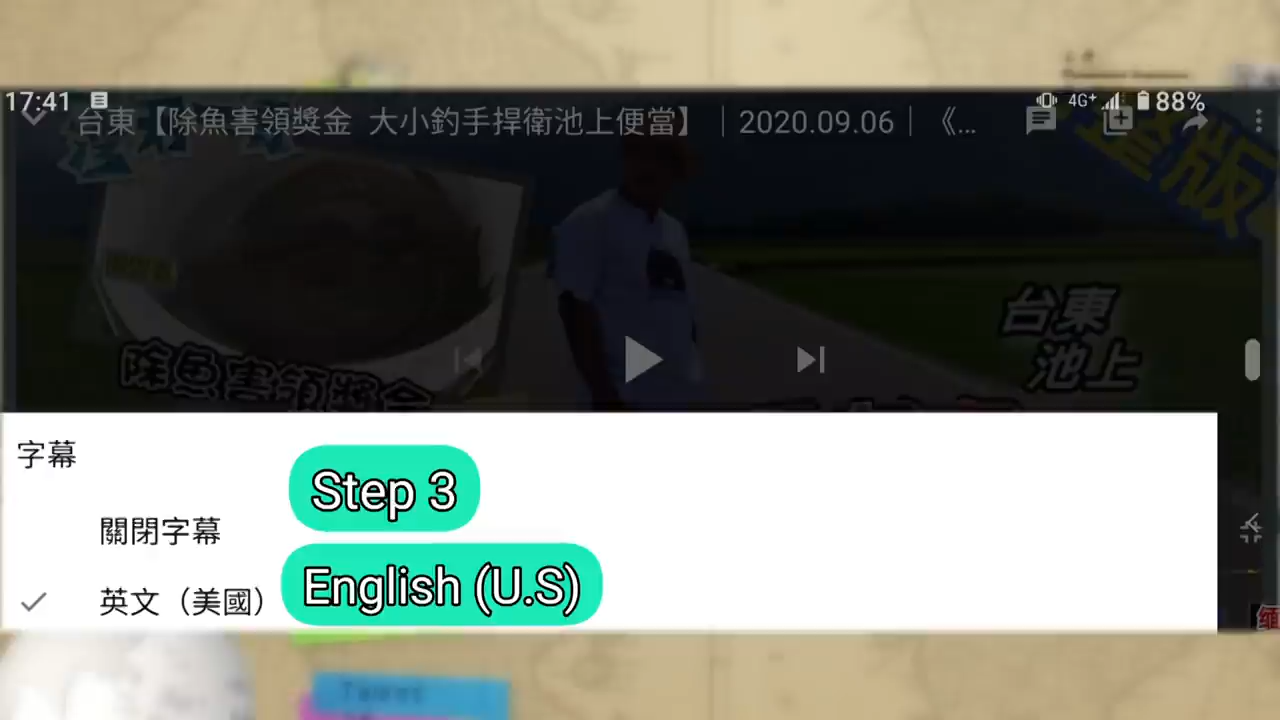 17:41
4G+
88%
台東【除魚害領獎金 大小釣手捍衛池上便當】｜2020.09.06｜《...
整版
台東
池上
除魚害領獎金
字幕
Step 3
關閉字幕
英文（美國）
English (U.S)